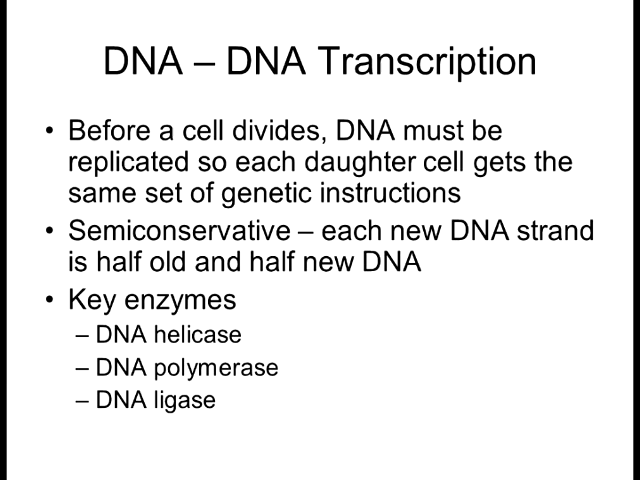 DNA – DNA Transcription
• Before a cell divides, DNA must be
replicated so each daughter cell gets the
same set of genetic instructions
• Semiconservative – each new DNA strand
is half old and half new DNA
• Key enzymes
– DNA helicase
– DNA polymerase
– DNA ligase